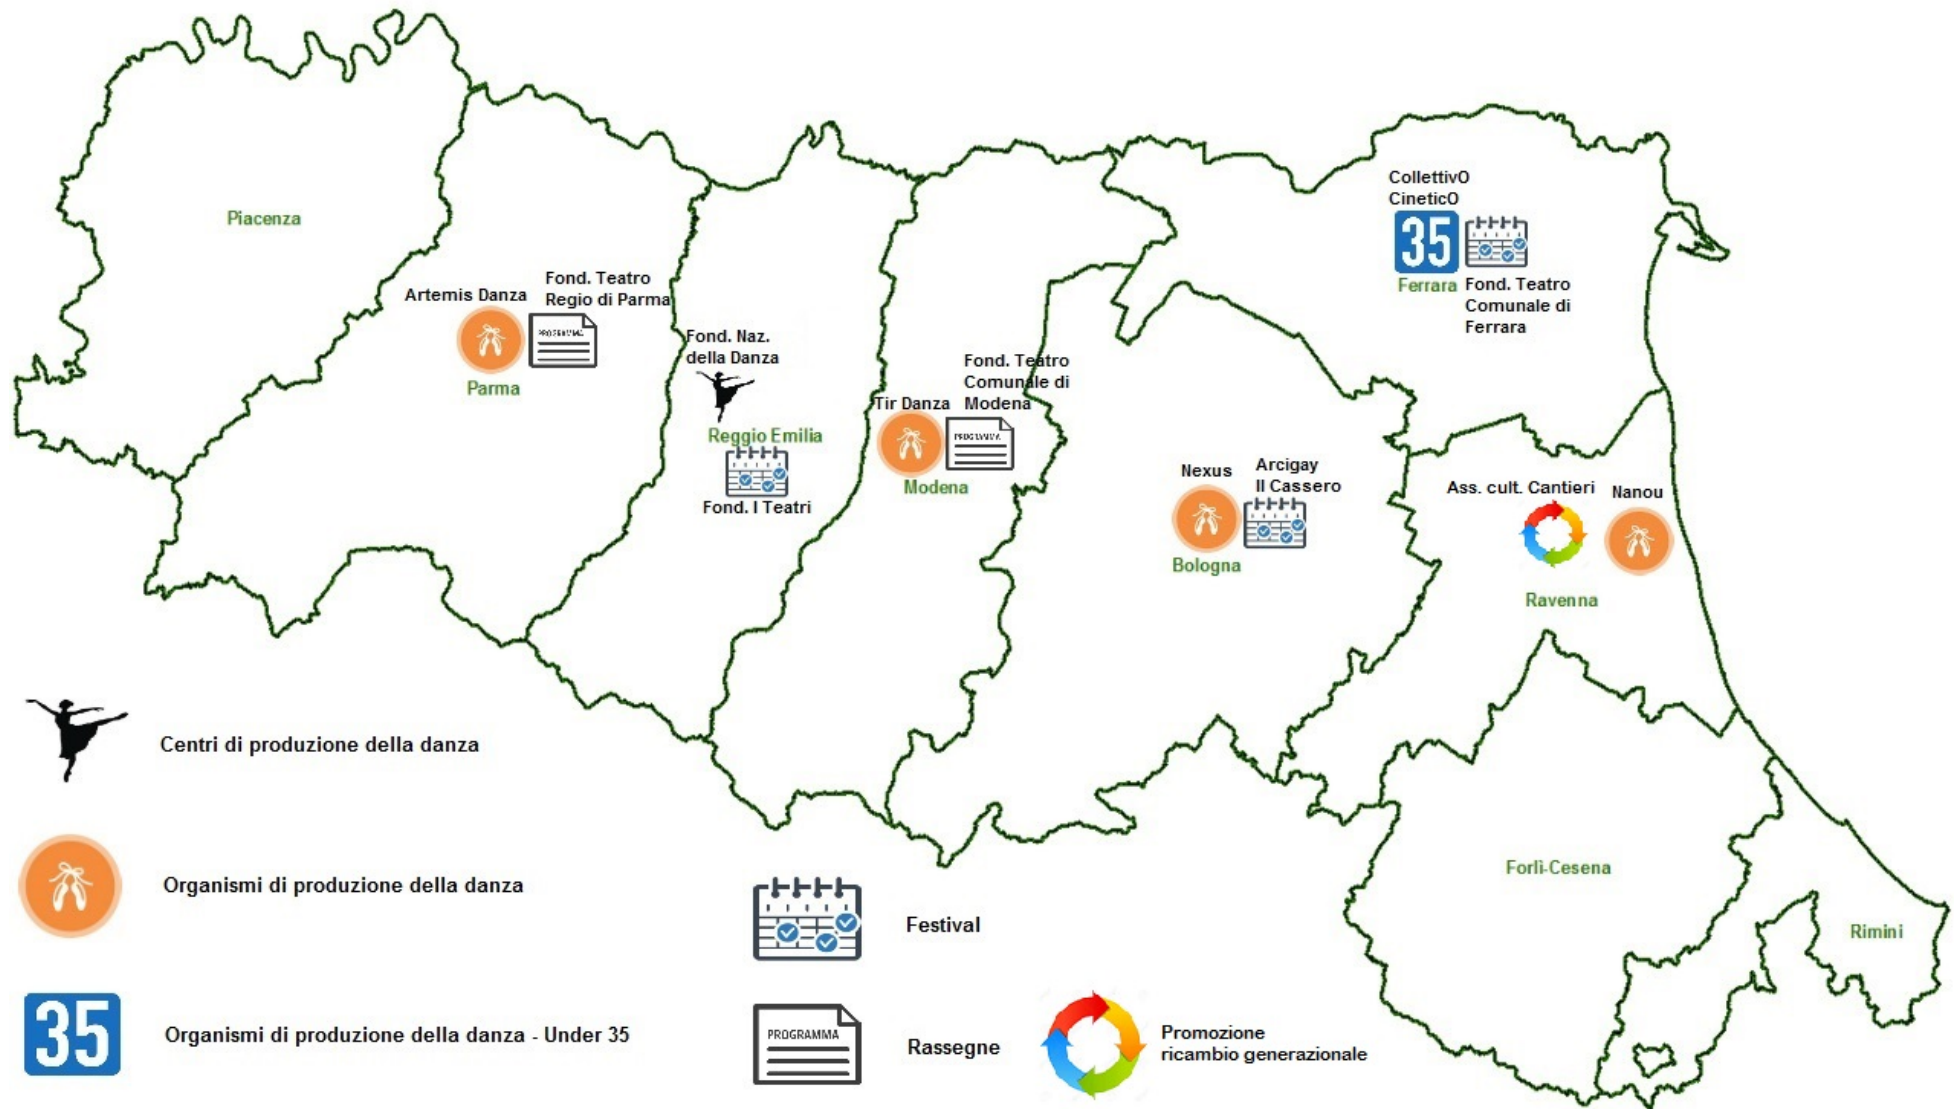 Piacenza
Artemis Danza
Fond. Teatro
Regio di Parma
PROGRAMMA
Parma
Fond. Naz.
della Danza
Reggio Emilia
Fond. I Teatri
Fond. Teatro
Comunale di
Modena
Tir Danza
PROGRAMMA
Modena
Nexus
Arcigay
Il Cassero
Bologna
CollettivO
CineticO
35
Ferrara
Fond. Teatro
Comunale di
Ferrara
Ass. cult. Cantieri
Nanou
Ravenna
Forlì-Cesena
Rimini
Centri di produzione della danza
Organismi di produzione della danza
35
Organismi di produzione della danza - Under 35
Festival
PROGRAMMA
Rassegne
Promozione
ricambio generazionale